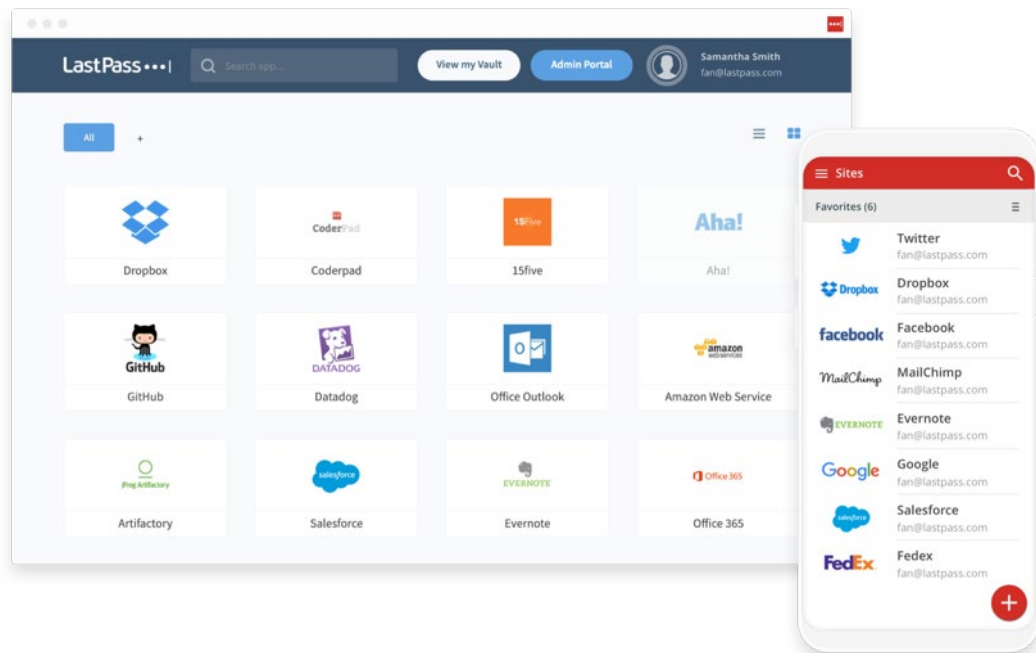 LastPass •••|
Search app...
View my Vault
Admin Portal
Samantha Smith
fan@lastpass.com
All
+
Dropbox
CoderPad
Coderpad
15Five
15five
Aha!
Aha!
GitHub
GitHub
DATADOG
Datadog
Office Outlook
amazon
webservices
Amazon Web Service
JFrog Artifactory
Artifactory
salesforce
Salesforce
EVERNOTE
Evernote
Office 365
Office 365
Sites
Favorites (6)
Twitter
fan@lastpass.com
Dropbox
Dropbox
fan@lastpass.com
facebook
Facebook
fan@lastpass.com
MailChimp
MailChimp
fan@lastpass.com
EVERNOTE
Evernote
fan@lastpass.com
Google
Google
fan@lastpass.com
salesforce
Salesforce
fan@lastpass.com
FedEx
Fedex
fan@lastpass.com
+